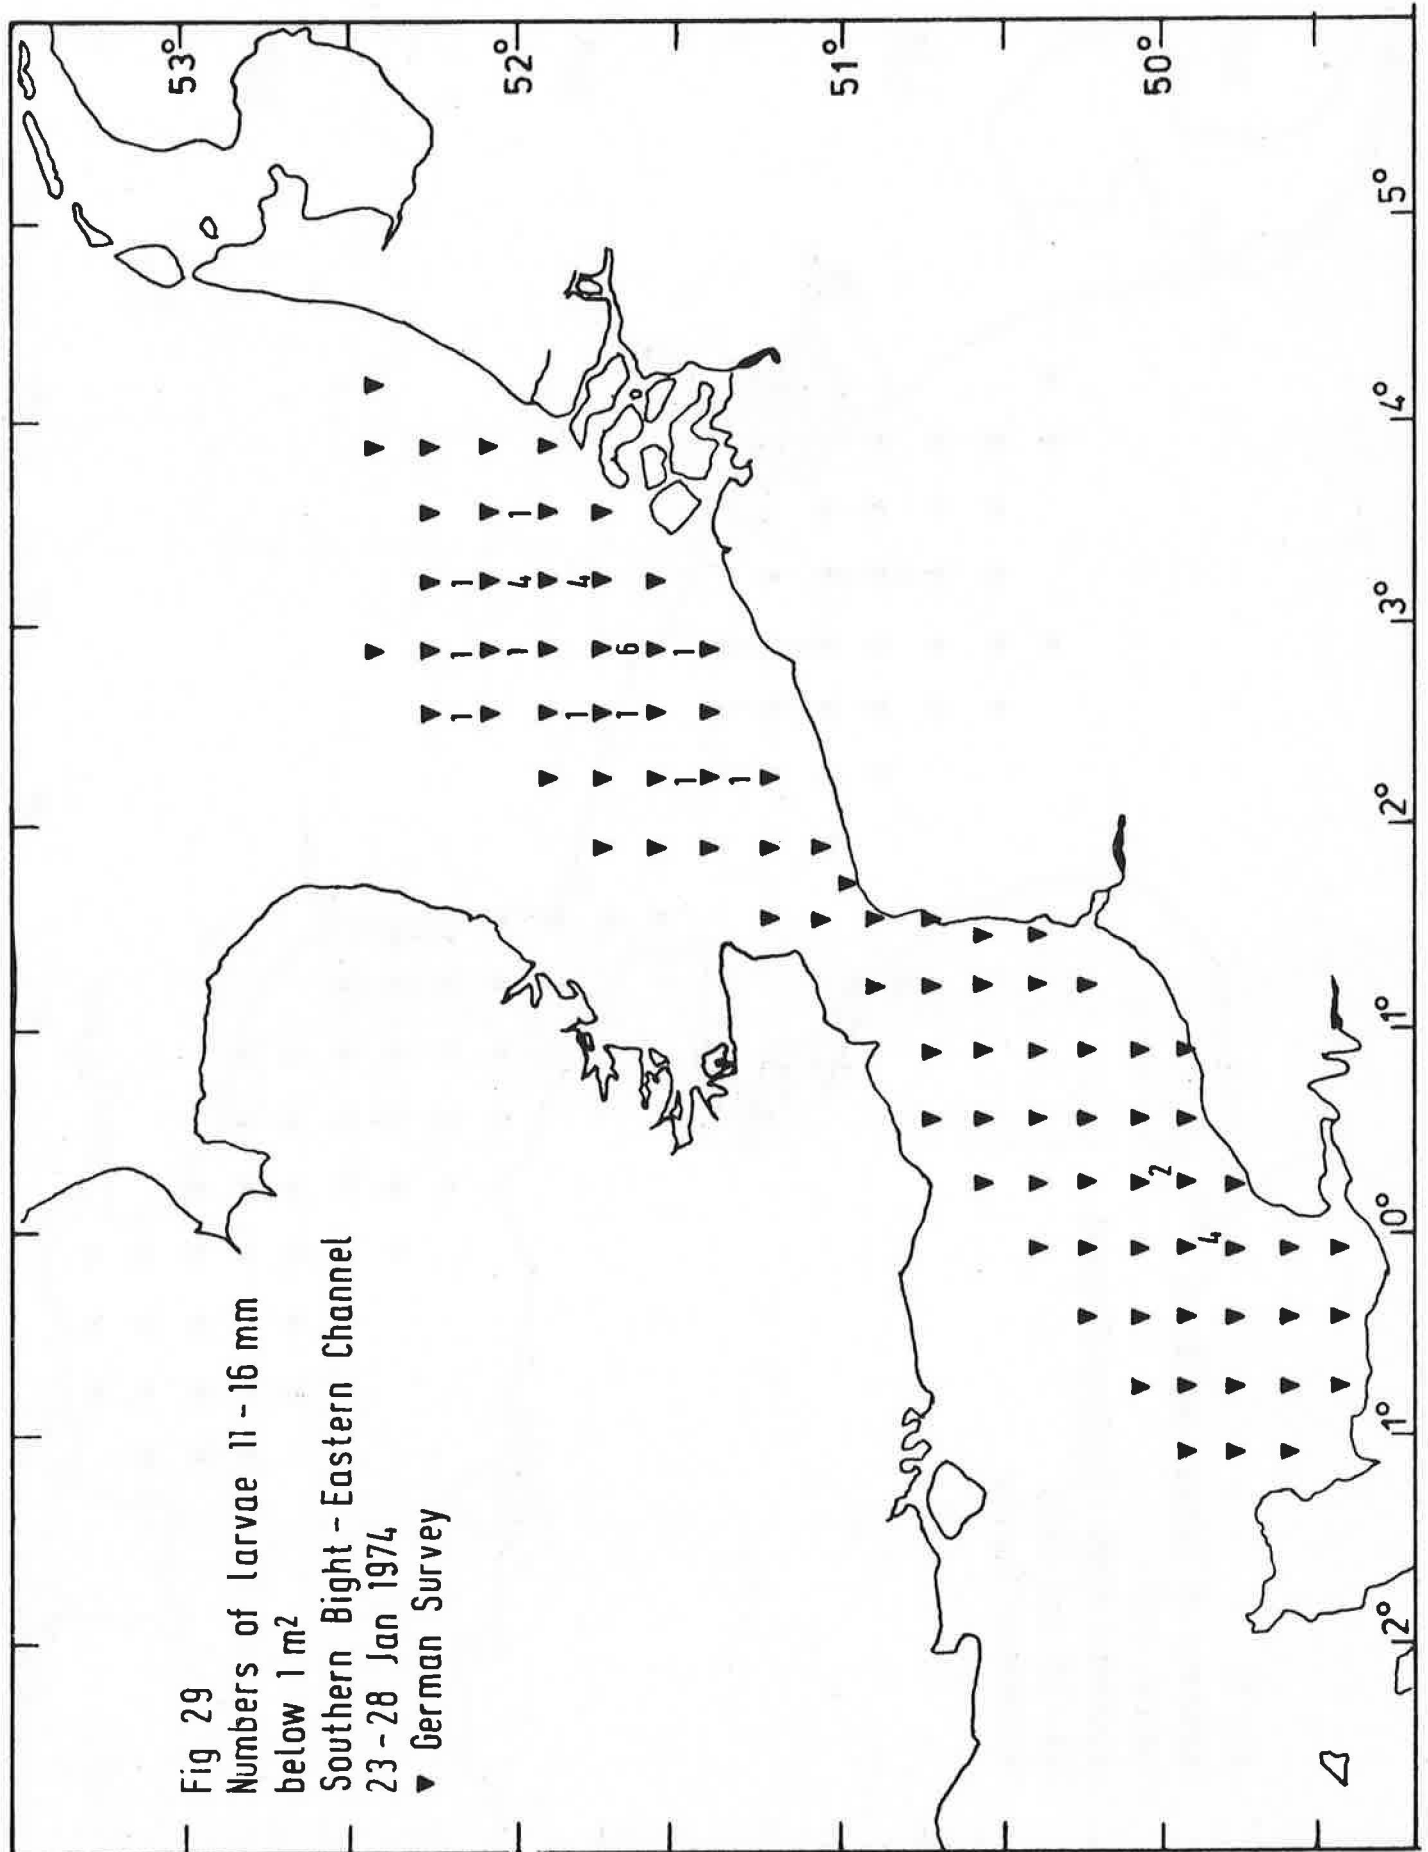 Fig 29
Numbers of larvae 11-16 mm
below 1 m²
Southern Bight - Eastern Channel
23-28 Jan 1974
▼ German Survey
53°
52°
51°
50°
2°
1°
0°
1°
2°
3°
4°
5°
1
1 4 4
1 1 6 1
1 1 1
1 1
2
4